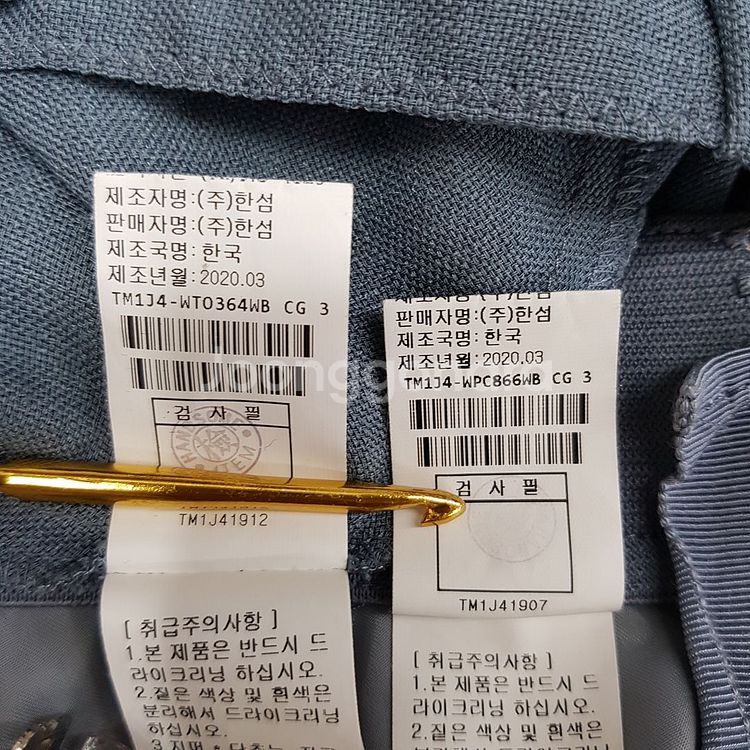 제조자명:(주)한섬
판매자명:(주)한섬
제조국명: 한국
제조년월: 2020.03
TM1J4-WTO364WB CG 3
검 사 필
TM1J41912
[ 취급주의사항 ]
1.본 제품은 반드시 드
라이크리닝 하십시오.
2.짙은 색상 및 흰색은
분리해서 드라이크리닝
하십시오.
판매자명:(주)한섬
제조국명: 한국
제조년월: 2020.03
TM1J4-WPC866WB CG 3
검 사 필
TM1J41907
[ 취급주의사항 ]
1.본 제품은 반드시 드
라이크리닝 하십시오.
2.짙은 색상 및 흰색은